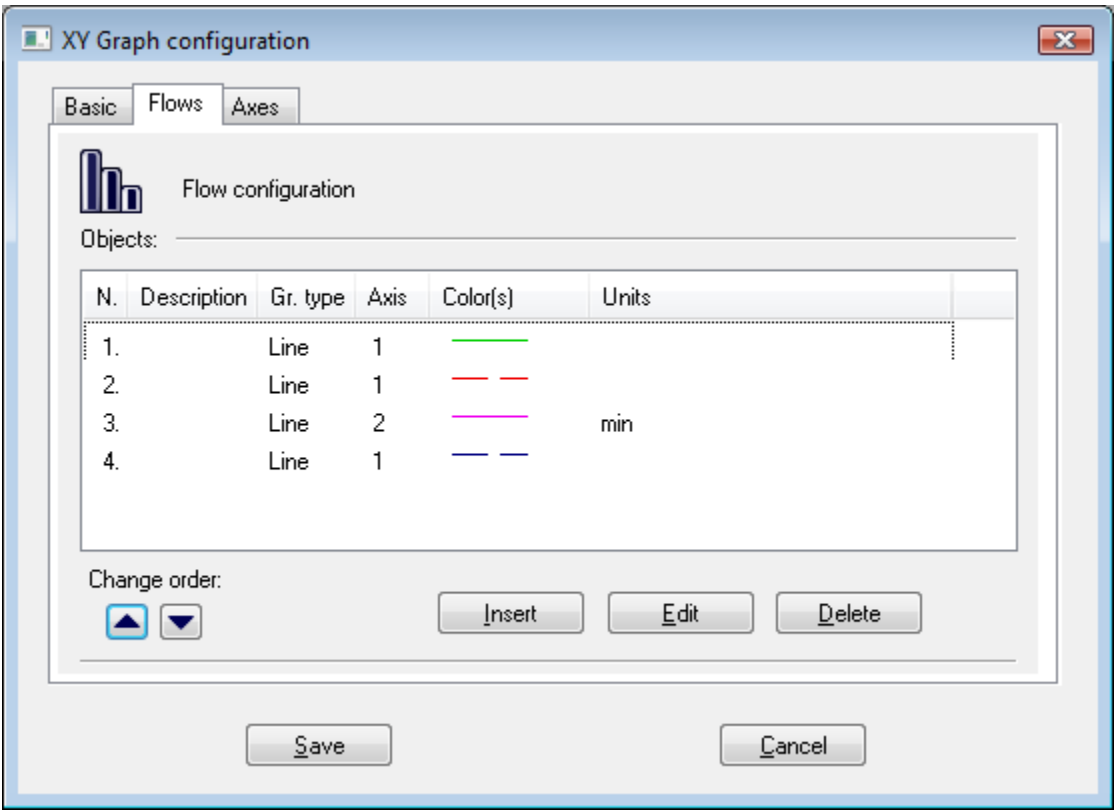 XY Graph configuration
Basic Flows Axes
Flow configuration
Objects:
N. Description Gr. type Axis Color(s) Units
1. Line 1
2. Line 1
3. Line 2 min
4. Line 1
Change order:
Insert Edit Delete
Save Cancel